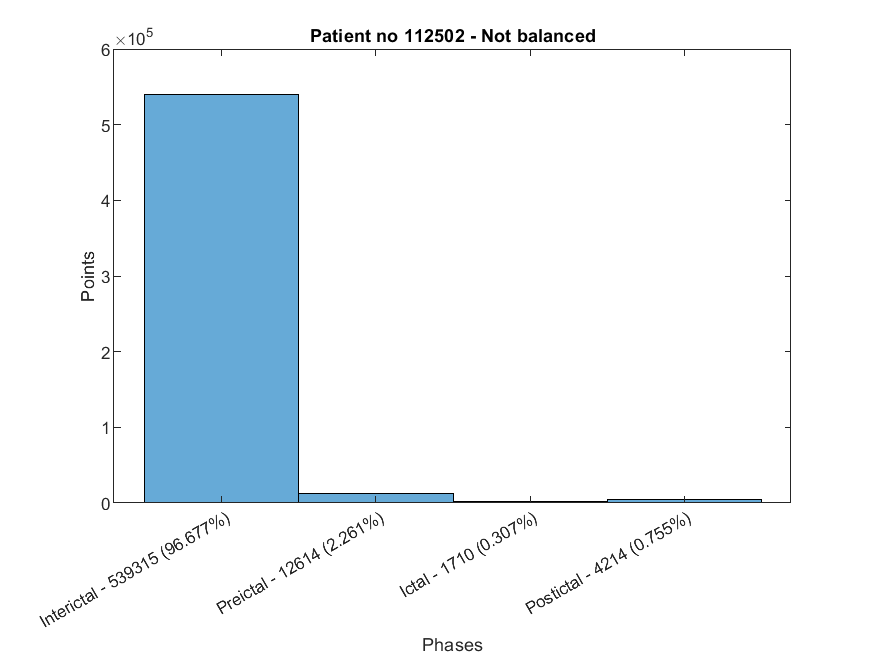 Patient no 112502 - Not balanced
×10^5
6
5
4
3
2
1
0
Points
Interictal - 539315 (96.677%)
Preictal - 12614 (2.261%)
Ictal - 1710 (0.307%)
Postictal - 4214 (0.755%)
Phases